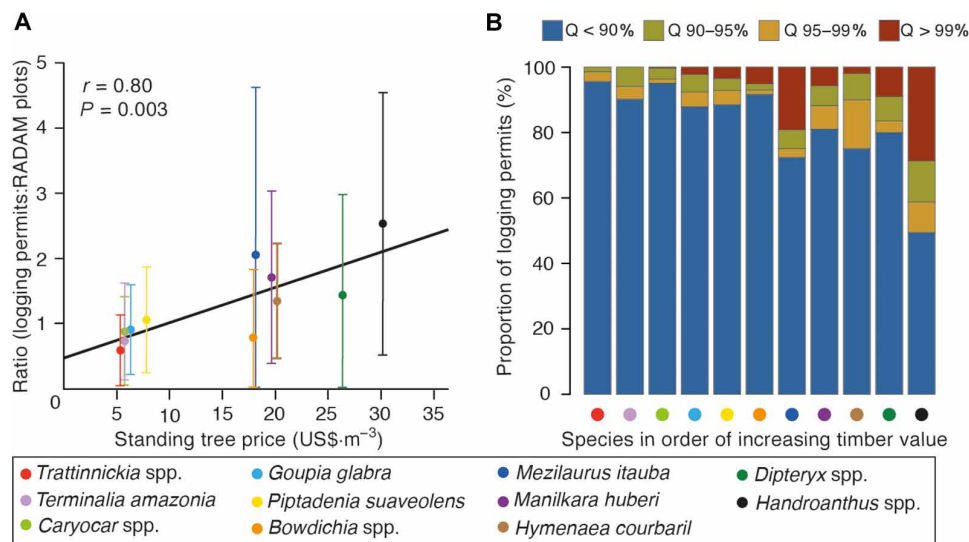 A
B
Q < 90% Q 90–95% Q 95–99% Q > 99%
r = 0.80
P = 0.003
Ratio (logging permits:RADAM plots)
5
4
3
2
1
0
5 10 15 20 25 30 35
Standing tree price (US$·m⁻³)
Proportion of logging permits (%)
100
80
60
40
20
0
Species in order of increasing timber value
Trattinnickia spp. Goupia glabra Mezilaurus itauba Dipteryx spp.
Terminalia amazonia Piptadenia suaveolens Manilkara huberi Handroanthus spp.
Caryocar spp. Bowdichia spp. Hymenaea courbaril